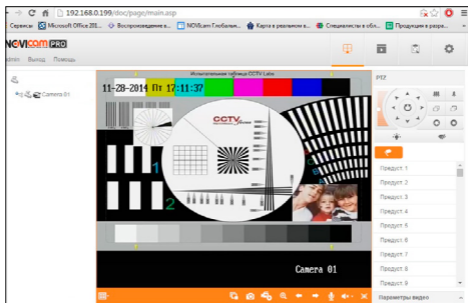 192.168.0.199/doc/page/main.asp
Сервисы Microsoft Office 201... Воспроизведение в... NOVIcam Глобальн... Карта в реальном в... Специалисты в обл... Продукция в разра...
NOVIcam PRO
Выход Помощь
PTZ
Camera 01
Испытательная таблица CCTV Labs
11-28-2014 Пт 17:11:37
CCTV
1
2
Camera 01
Предуст. 1
Предуст. 2
Предуст. 3
Предуст. 4
Предуст. 5
Предуст. 6
Предуст. 7
Предуст. 8
Предуст. 9
Параметры видео